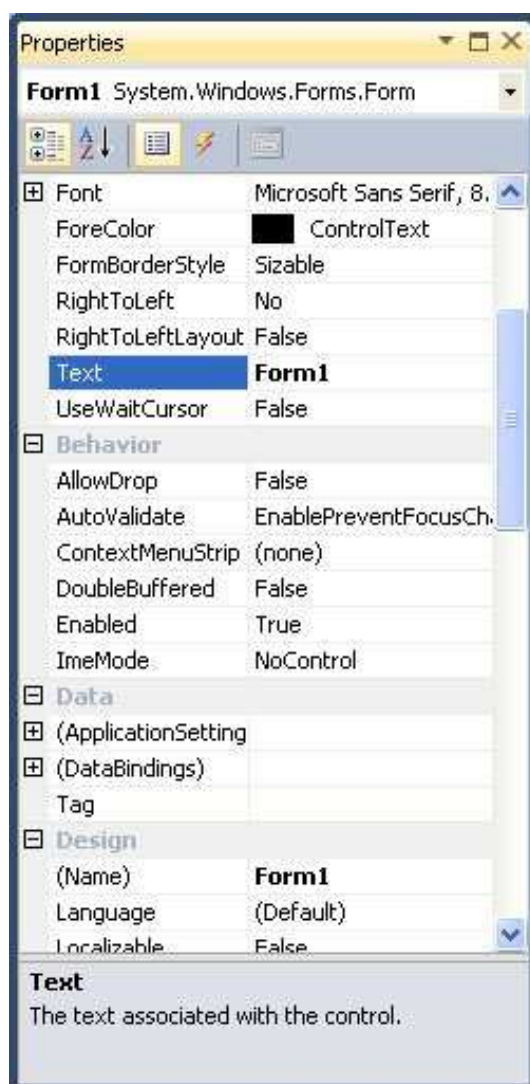 Properties
Form1 System.Windows.Forms.Form
A
Z
Font Microsoft Sans Serif, 8.
ForeColor ControlText
FormBorderStyle Sizable
RightToLeft No
RightToLeftLayout False
Text Form1
UseWaitCursor False
Behavior
AllowDrop False
AutoValidate EnablePreventFocusCh
ContextMenuStrip (none)
DoubleBuffered False
Enabled True
ImeMode NoControl
Data
(ApplicationSetting
(DataBindings)
Tag
Design
(Name) Form1
Language (Default)
Localizable False
Text
The text associated with the control.